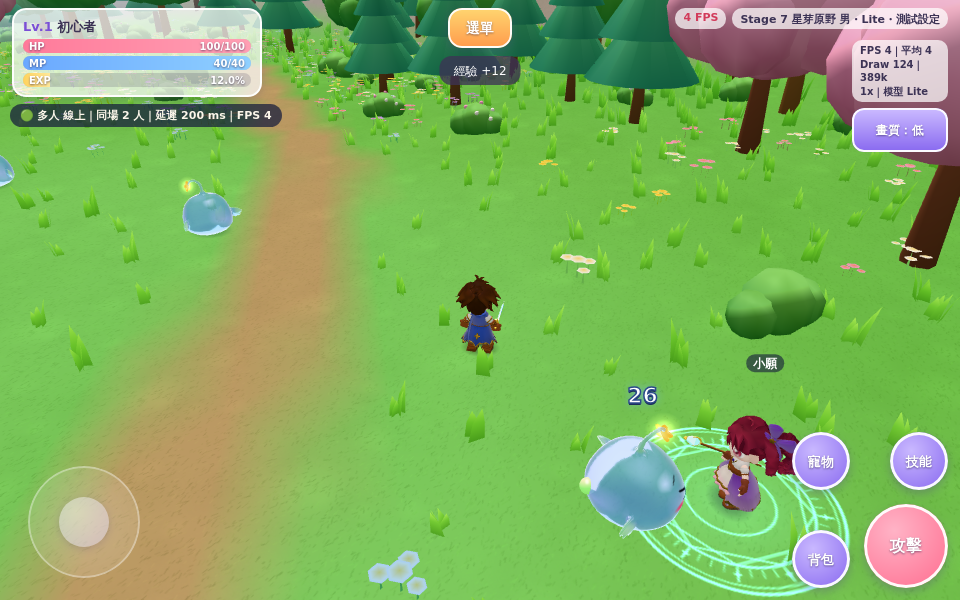 Lv.1 初心者
HP 100/100
MP 40/40
EXP 12.0%
多人 線上 | 同場 2 人 | 延遲 200 ms | FPS 4
選單
經驗 +12
4 FPS
Stage 7 星芽原野 男・Lite・測試設定
FPS 4 | 平均 4
Draw 124 |
389k
1x | 模型 Lite
畫質：低
小願
26
寵物
技能
攻擊
背包